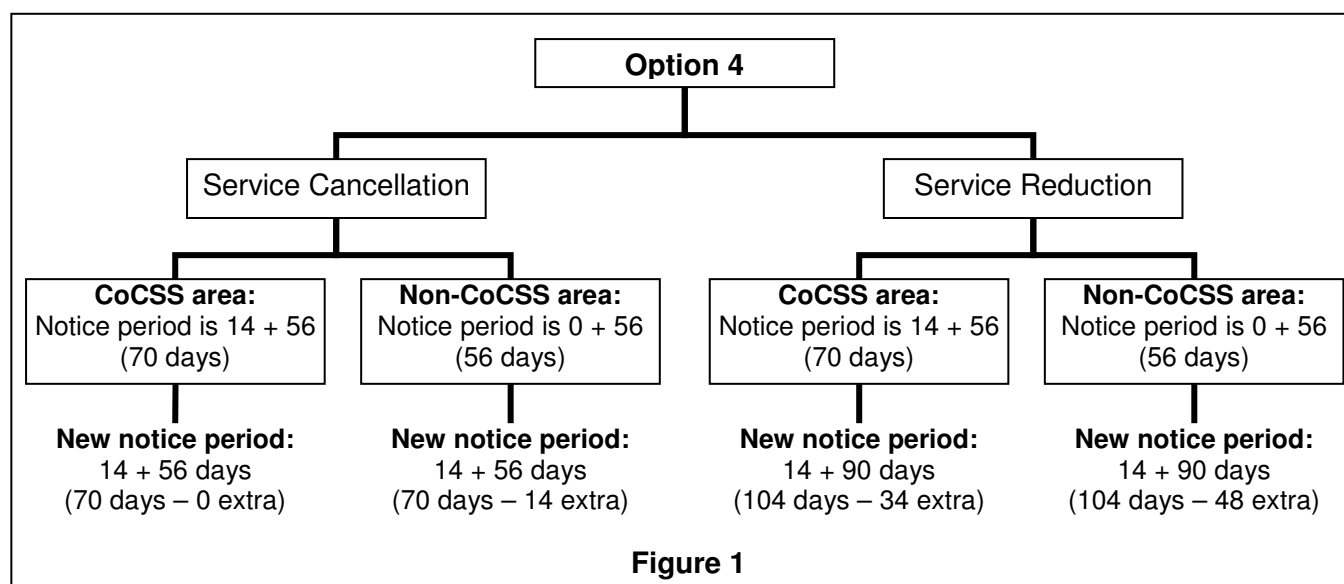 Option 4
Service Cancellation
Service Reduction
CoCSS area:
Notice period is 14 + 56
(70 days)
Non-CoCSS area:
Notice period is 0 + 56
(56 days)
CoCSS area:
Notice period is 14 + 56
(70 days)
Non-CoCSS area:
Notice period is 0 + 56
(56 days)
New notice period:
14 + 56 days
(70 days – 0 extra)
New notice period:
14 + 56 days
(70 days – 14 extra)
New notice period:
14 + 90 days
(104 days – 34 extra)
New notice period:
14 + 90 days
(104 days – 48 extra)
Figure 1